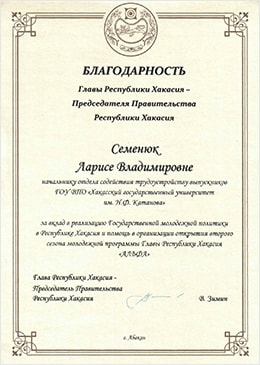 БЛАГОДАРНОСТЬ
Главы Республики Хакасия –
Председателя Правительства
Республики Хакасия
Семенюк
Ларисе Владимировне
начальнику отдела содействия трудоустройству выпускников
ГОУ ВПО «Хакасский государственный университет
им. Н.Ф. Катанова»
за вклад в реализацию Государственной молодежной политики
в Республике Хакасия и помощь в организации открытия второго
сезона молодежной программы Главы Республики Хакасия
«АЛЬФА»
Глава Республики Хакасия -
Председатель Правительства
Республики Хакасия
В. Зимин
г. Абакан